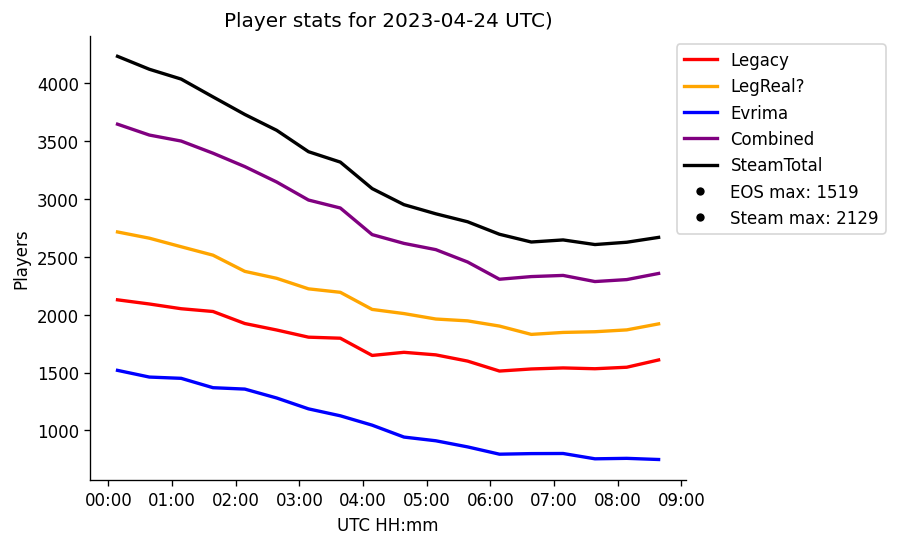 Player stats for 2023-04-24 UTC)
Legacy
LegReal?
Evrima
Combined
SteamTotal
EOS max: 1519
Steam max: 2129
Players
4000
3500
3000
2500
2000
1500
1000
00:00 01:00 02:00 03:00 04:00 05:00 06:00 07:00 08:00 09:00
UTC HH:mm